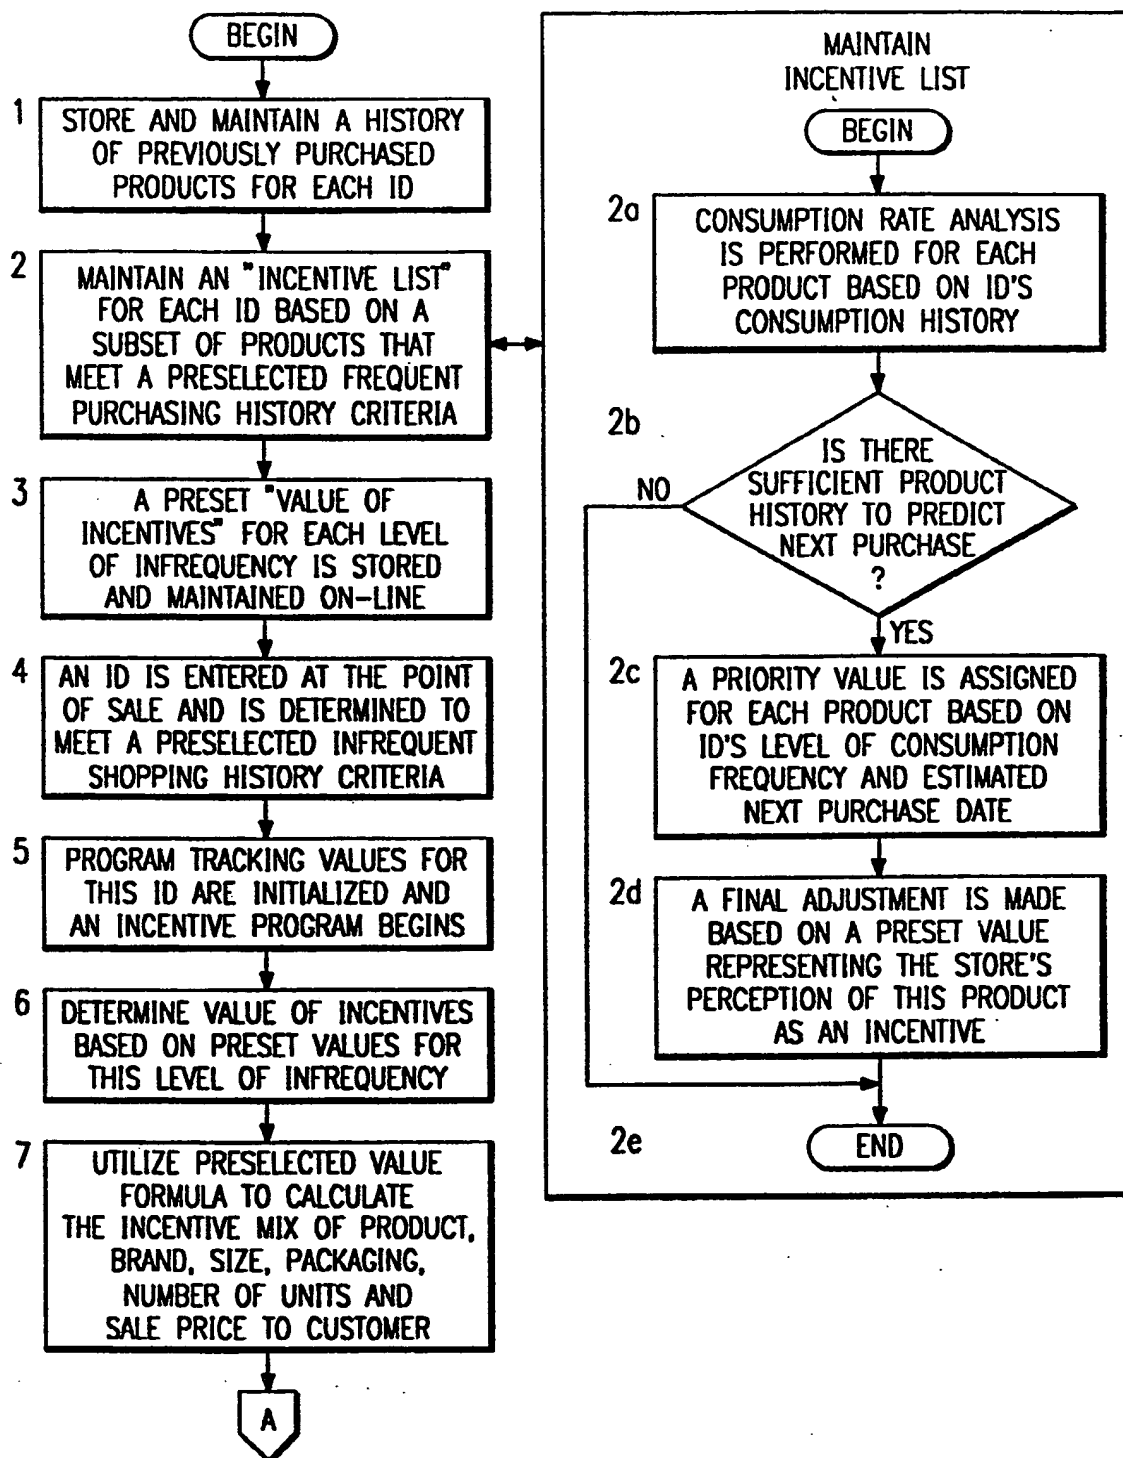 BEGIN
1
STORE AND MAINTAIN A HISTORY
OF PREVIOUSLY PURCHASED
PRODUCTS FOR EACH ID
2
MAINTAIN AN "INCENTIVE LIST"
FOR EACH ID BASED ON A
SUBSET OF PRODUCTS THAT
MEET A PRESELECTED FREQUENT
PURCHASING HISTORY CRITERIA
3
A PRESET "VALUE OF
INCENTIVES" FOR EACH LEVEL
OF INFREQUENCY IS STORED
AND MAINTAINED ON-LINE
4
AN ID IS ENTERED AT THE POINT
OF SALE AND IS DETERMINED TO
MEET A PRESELECTED INFREQUENT
SHOPPING HISTORY CRITERIA
5
PROGRAM TRACKING VALUES FOR
THIS ID ARE INITIALIZED AND
AN INCENTIVE PROGRAM BEGINS
6
DETERMINE VALUE OF INCENTIVES
BASED ON PRESET VALUES FOR
THIS LEVEL OF INFREQUENCY
7
UTILIZE PRESELECTED VALUE
FORMULA TO CALCULATE
THE INCENTIVE MIX OF PRODUCT,
BRAND, SIZE, PACKAGING,
NUMBER OF UNITS AND
SALE PRICE TO CUSTOMER
A
MAINTAIN
INCENTIVE LIST
BEGIN
2a
CONSUMPTION RATE ANALYSIS
IS PERFORMED FOR EACH
PRODUCT BASED ON ID'S
CONSUMPTION HISTORY
2b
IS THERE
SUFFICIENT PRODUCT
HISTORY TO PREDICT
NEXT PURCHASE
?
NO
YES
2c
A PRIORITY VALUE IS ASSIGNED
FOR EACH PRODUCT BASED ON
ID'S LEVEL OF CONSUMPTION
FREQUENCY AND ESTIMATED
NEXT PURCHASE DATE
2d
A FINAL ADJUSTMENT IS MADE
BASED ON A PRESET VALUE
REPRESENTING THE STORE'S
PERCEPTION OF THIS PRODUCT
AS AN INCENTIVE
2e
END